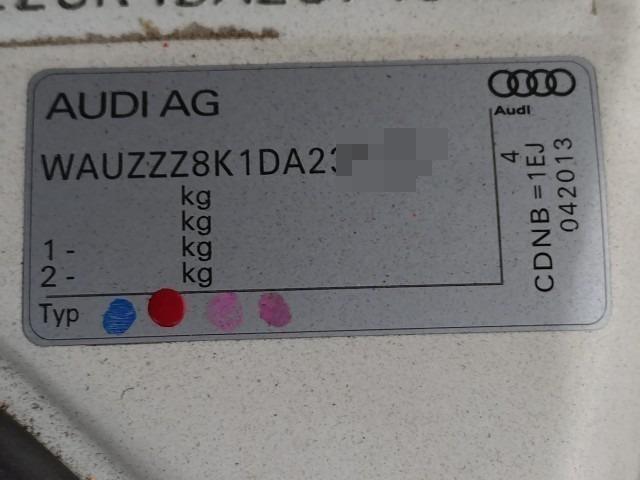 AUDI AG
Audi
WAUZZZ8K1DA23
kg
kg
1 - kg
2 - kg
Typ
4
CDNB = 1EJ
042013